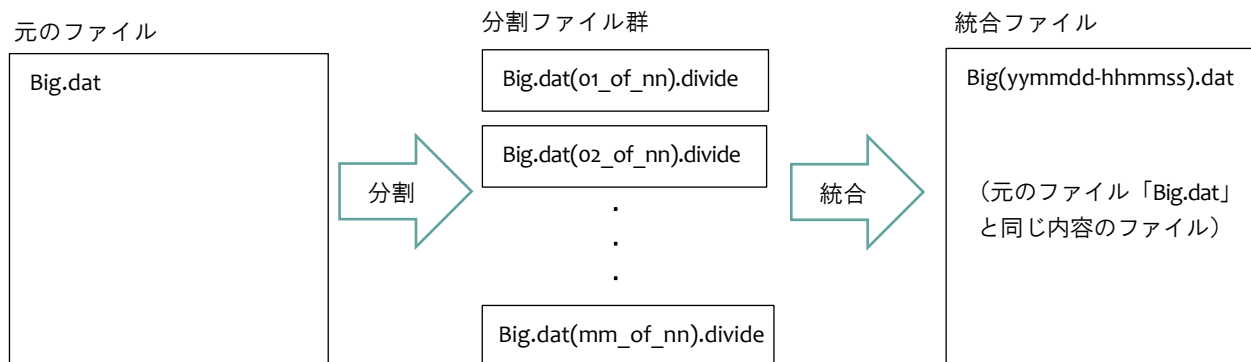 元のファイル
Big.dat
分割
分割ファイル群
Big.dat(01_of_nn).divide
Big.dat(02_of_nn).divide
.
.
.
Big.dat(mm_of_nn).divide
統合
統合ファイル
Big(yymmdd-hhmmss).dat
（元のファイル「Big.dat」
と同じ内容のファイル）